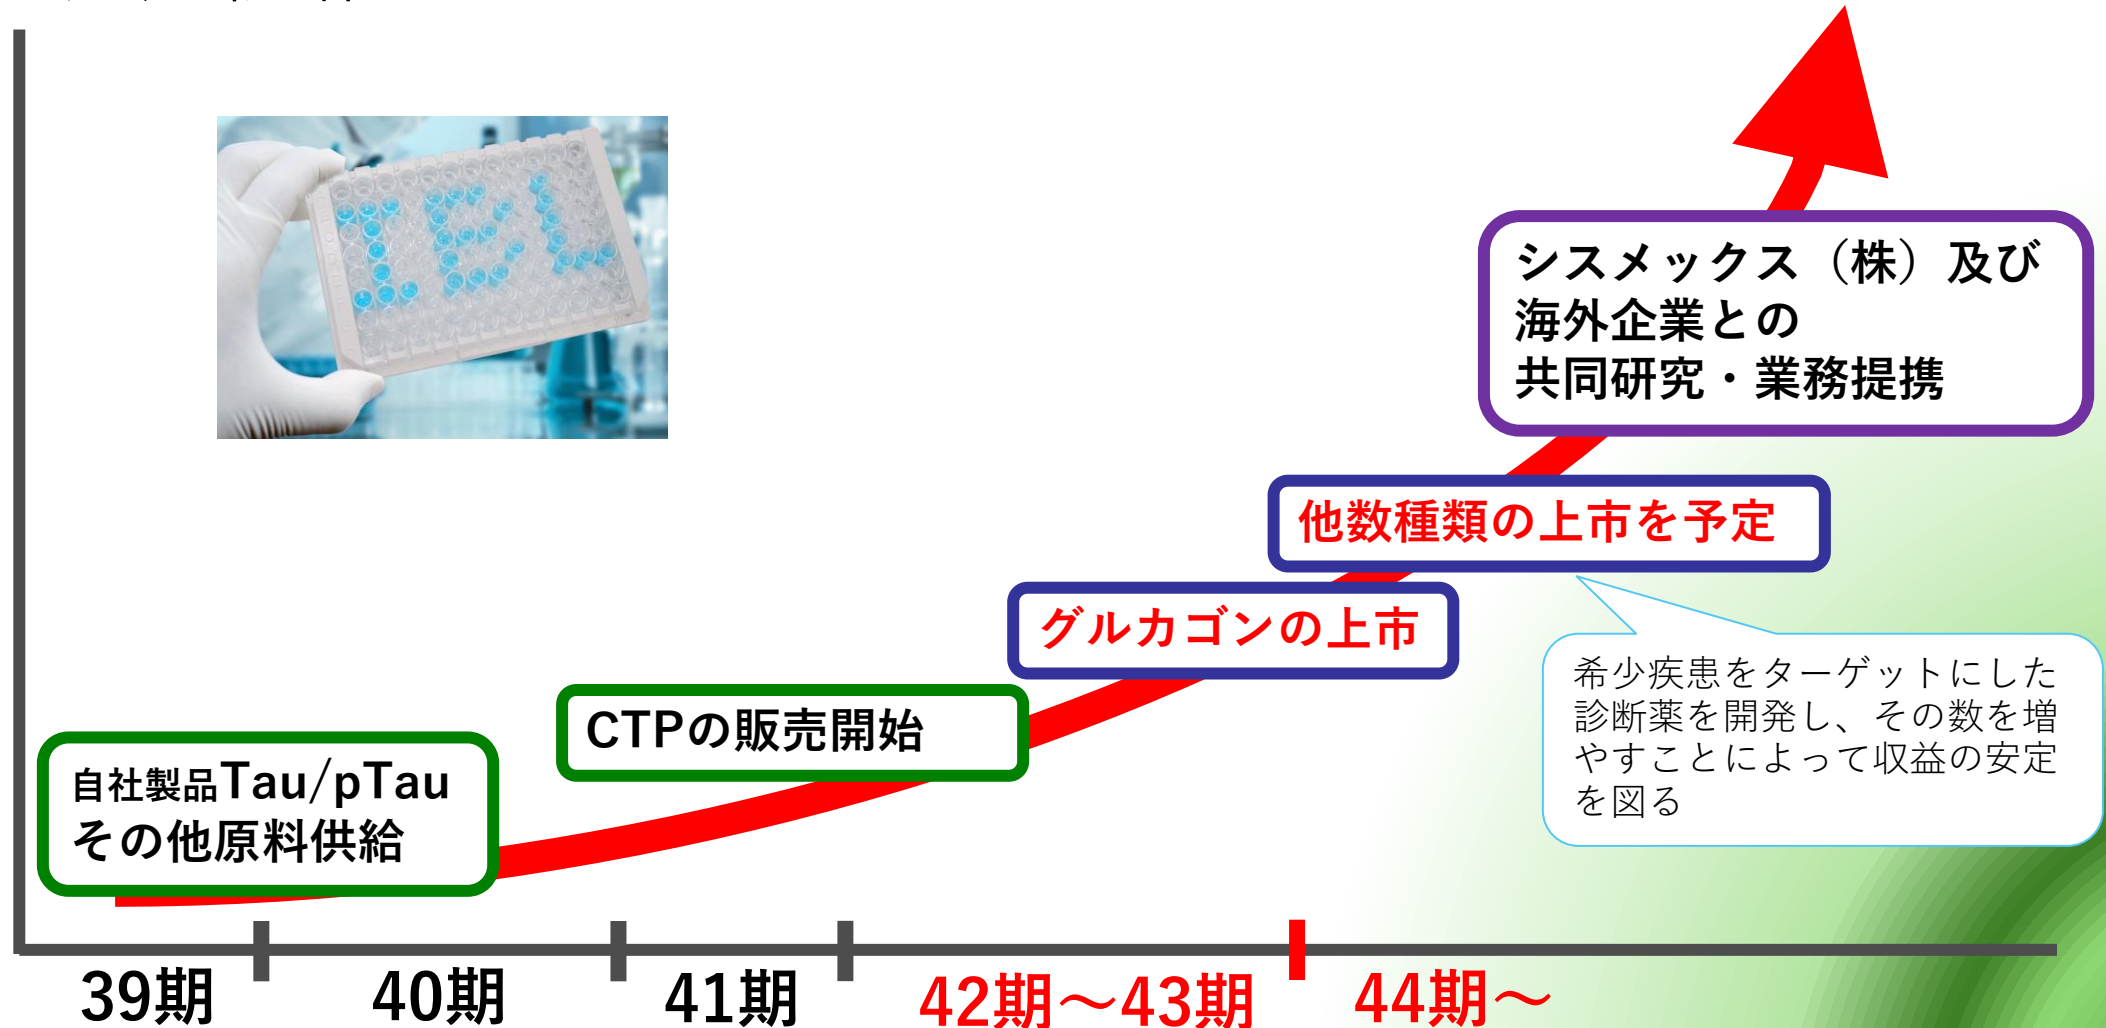 IBL
シスメックス（株）及び
海外企業との
共同研究・業務提携
他数種類の上市を予定
グルカゴンの上市
希少疾患をターゲットにした
診断薬を開発し、その数を増
やすことによって収益の安定
を図る
CTPの販売開始
自社製品Tau/pTau
その他原料供給
39期
40期
41期
42期～43期
44期～